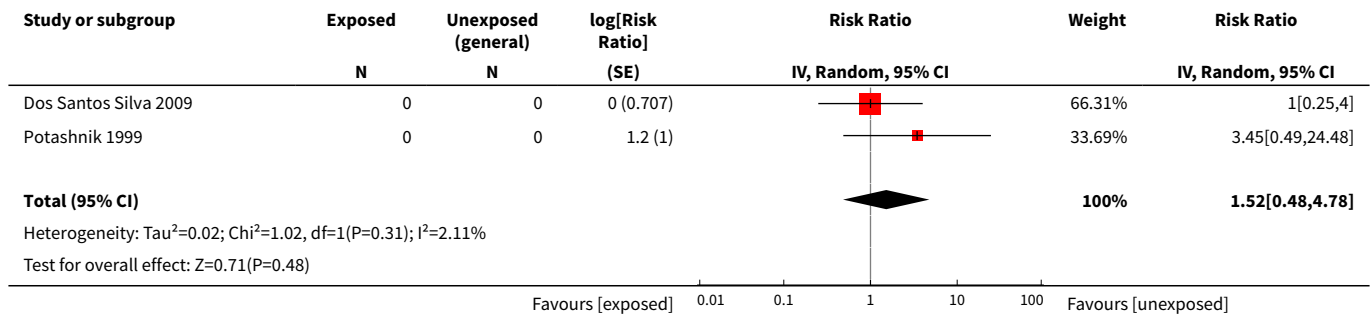 Study or subgroup Exposed Unexposed (general) log[Risk Ratio] Risk Ratio Weight Risk Ratio
N N (SE) IV, Random, 95% CI IV, Random, 95% CI
Dos Santos Silva 2009 0 0 0 (0.707) 66.31% 1[0.25,4]
Potashnik 1999 0 0 1.2 (1) 33.69% 3.45[0.49,24.48]
Total (95% CI) 100% 1.52[0.48,4.78]
Heterogeneity: Tau²=0.02; Chi²=1.02, df=1(P=0.31); I²=2.11%
Test for overall effect: Z=0.71(P=0.48)
Favours [exposed] 0.01 0.1 1 10 100 Favours [unexposed]